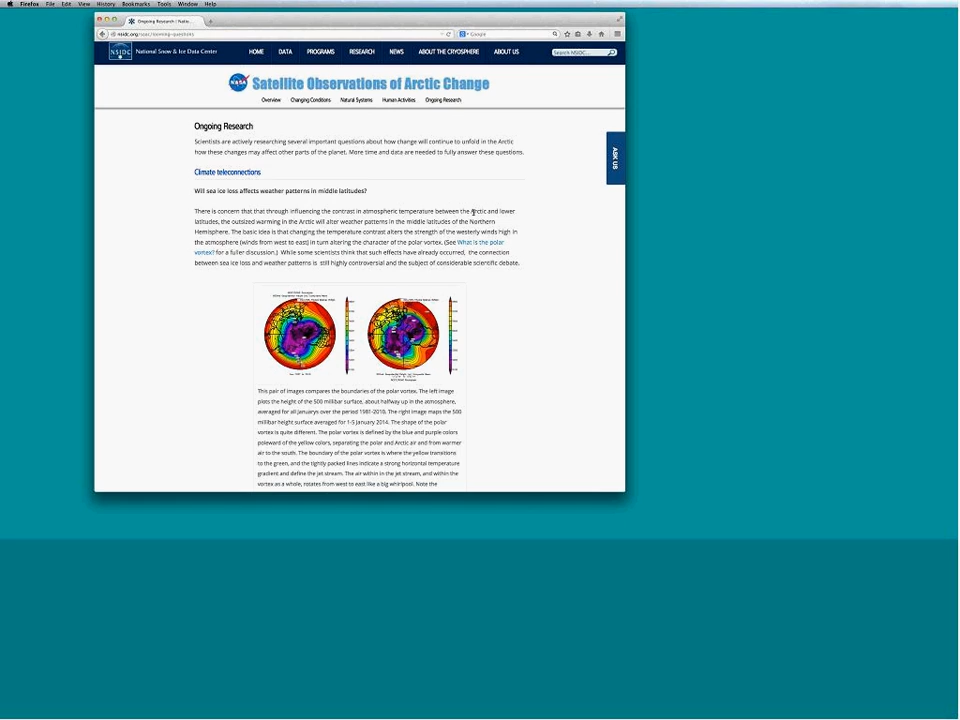 Firefox File Edit View History Bookmarks Tools Window Help
Ongoing Research | Natio...
nsidc.org/soac/
Google
NSIDC National Snow & Ice Data Center
HOME DATA PROGRAMS RESEARCH NEWS ABOUT THE CRYOSPHERE ABOUT US
Search NSIDC...
NASA Satellite Observations of Arctic Change
Overview Changing Conditions Natural Systems Human Activities Ongoing Research
ASK US
Ongoing Research
Scientists are actively researching several important questions about how change will continue to unfold in the Arctic
how these changes may affect other parts of the planet. More time and data are needed to fully answer these questions.
Climate teleconnections
Will sea ice loss affects weather patterns in middle latitudes?
There is concern that that through influencing the contrast in atmospheric temperature between the Arctic and lower
latitudes, the outsized warming in the Arctic will alter weather patterns in the middle latitudes of the Northern
Hemisphere. The basic idea is that changing the temperature contrast alters the strength of the westerly winds high in
the atmosphere (winds from west to east) in turn altering the character of the polar vortex. (See What is the polar
vortex? for a fuller discussion.) While some scientists think that such effects have already occurred, the connection
between sea ice loss and weather patterns is still highly controversial and the subject of considerable scientific debate.
This pair of images compares the boundaries of the polar vortex. The left image
plots the height of the 500 millibar surface, about halfway up in the atmosphere,
averaged for all Januarys over the period 1981-2010. The right image maps the 500
millibar height surface averaged for 1-5 January 2014. The shape of the polar
vortex is quite different. The polar vortex is defined by the blue and purple colors
poleward of the yellow colors, separating the polar and Arctic air and from warmer
air to the south. The boundary of the polar vortex is where the yellow transitions
to the green, and the tightly packed lines indicate a strong horizontal temperature
gradient and define the jet stream. The air within in the jet stream, and within the
vortex as a whole, rotates from west to east like a big whirlpool. Note the